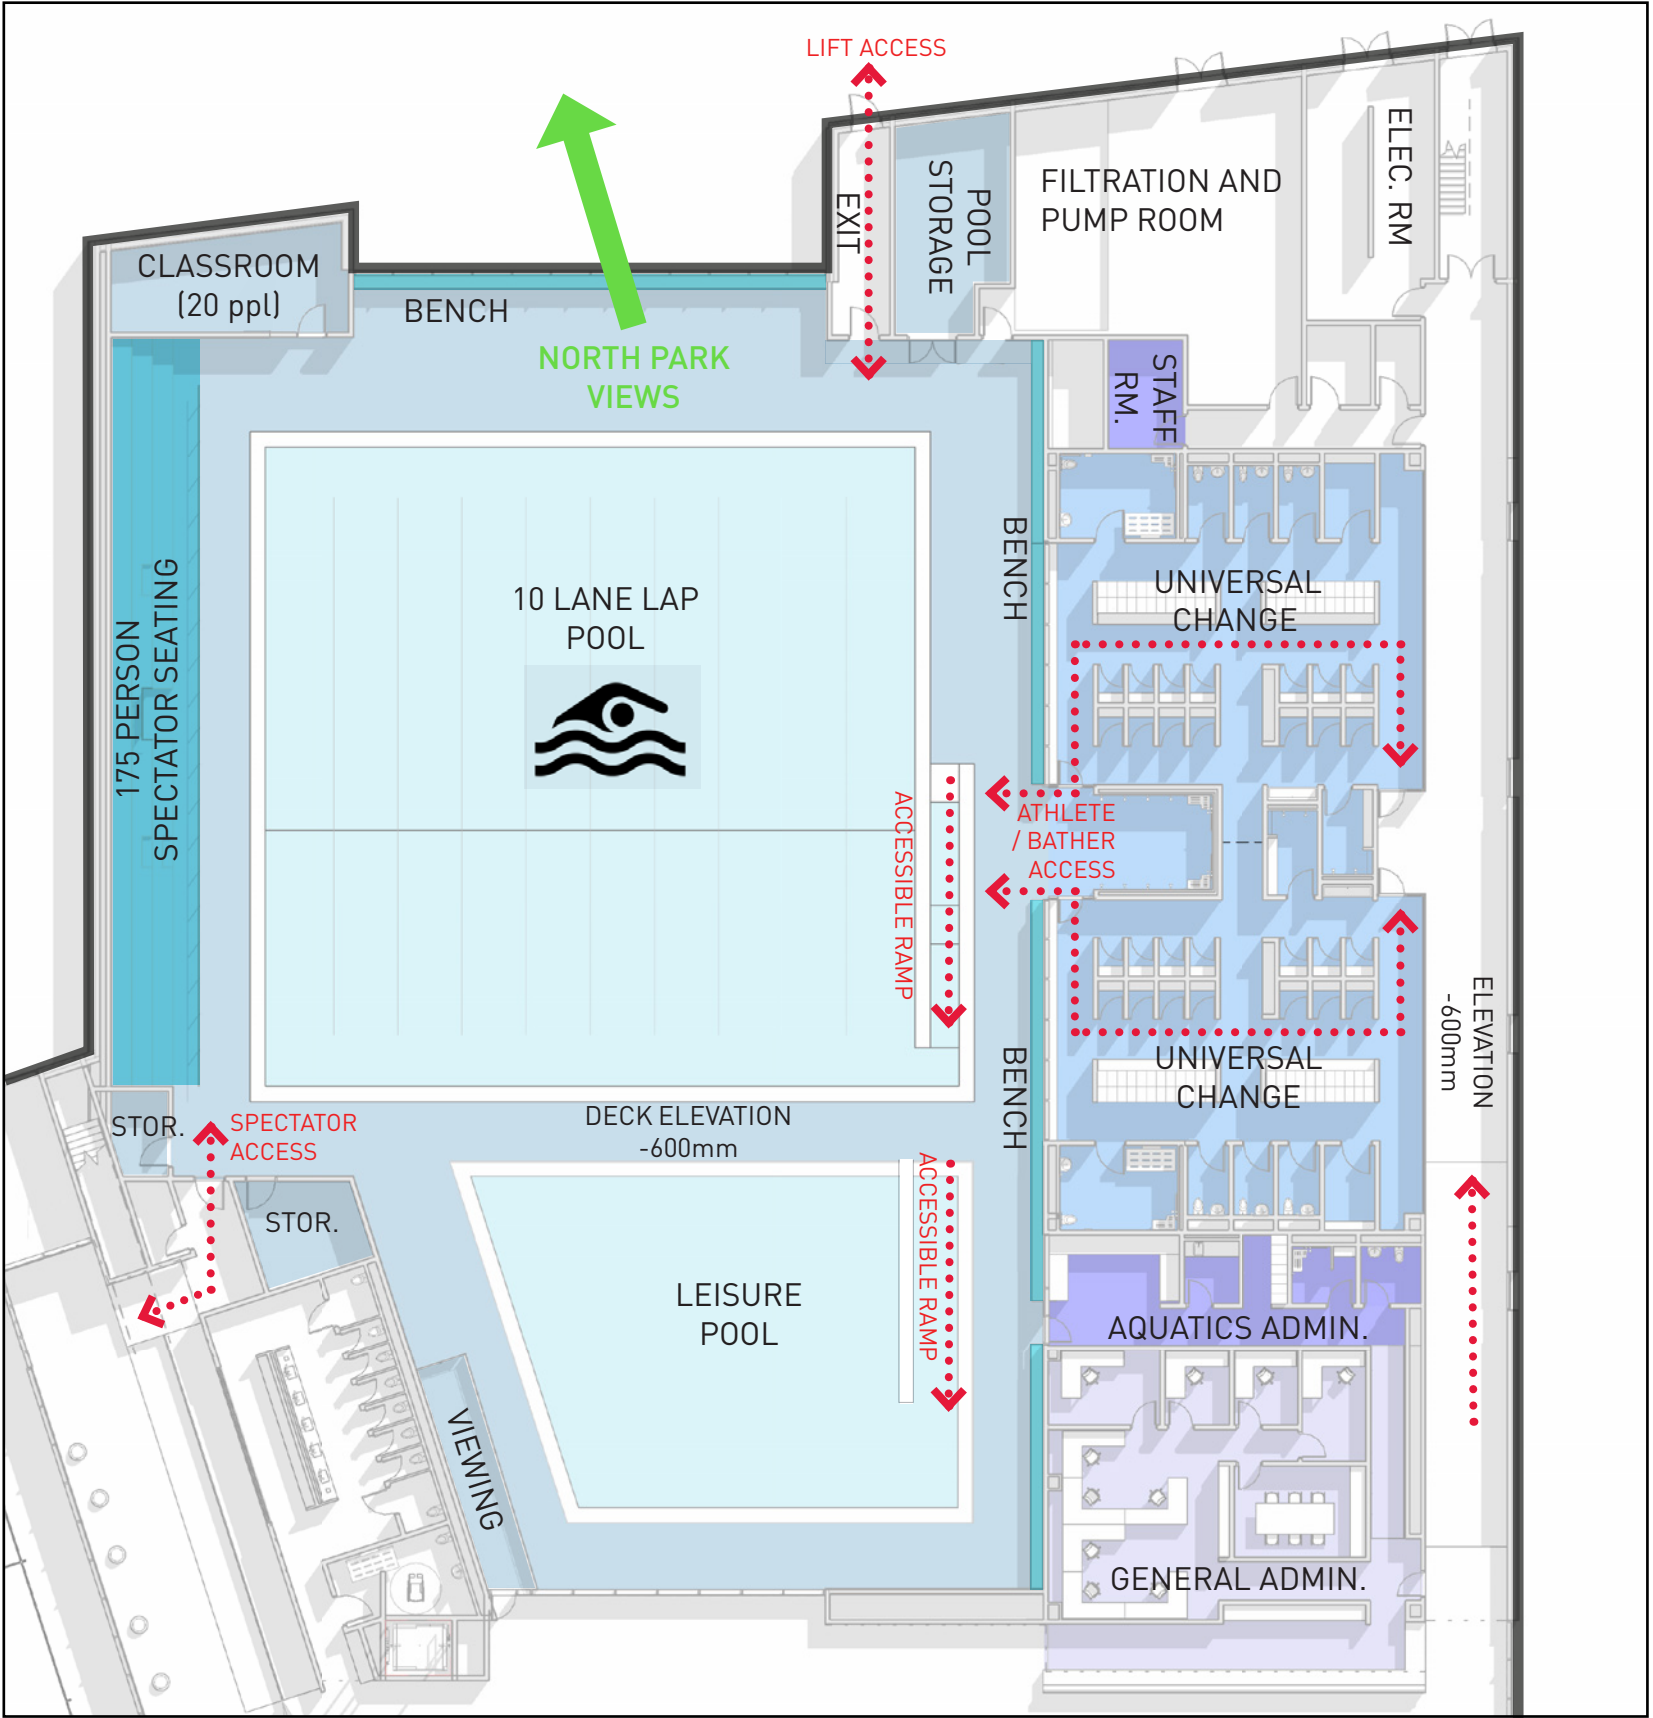 LIFT ACCESS
CLASSROOM
(20 ppl)
BENCH
NORTH PARK
VIEWS
EXIT
POOL
STORAGE
FILTRATION AND
PUMP ROOM
ELEC. RM
STAFF
RM.
175 PERSON
SPECTATOR SEATING
10 LANE LAP
POOL
BENCH
UNIVERSAL
CHANGE
ACCESSIBLE RAMP
ATHLETE
/ BATHER
ACCESS
BENCH
UNIVERSAL
CHANGE
ELEVATION
-600mm
STOR.
SPECTATOR
ACCESS
DECK ELEVATION
-600mm
STOR.
LEISURE
POOL
ACCESSIBLE RAMP
AQUATICS ADMIN.
VIEWING
GENERAL ADMIN.